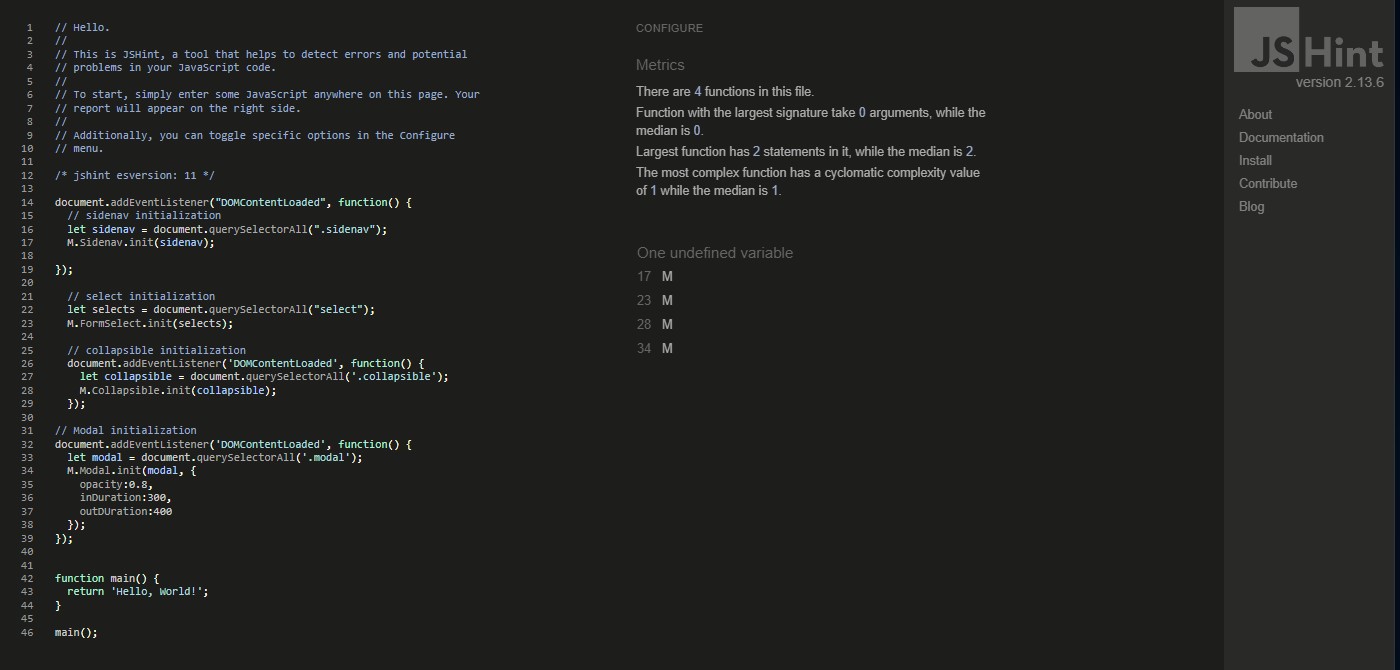 1 // Hello.
2 //
3 // This is JSHint, a tool that helps to detect errors and potential
4 // problems in your JavaScript code.
5 //
6 // To start, simply enter some JavaScript anywhere on this page. Your
7 // report will appear on the right side.
8 //
9 // Additionally, you can toggle specific options in the Configure
10 // menu.
11
12 /* jshint esversion: 11 */
13
14 document.addEventListener("DOMContentLoaded", function() {
15 // sidenav initialization
16 let sidenav = document.querySelectorAll(".sidenav");
17 M.Sidenav.init(sidenav);
18
19 });
20
21 // select initialization
22 let selects = document.querySelectorAll("select");
23 M.FormSelect.init(selects);
24
25 // collapsible initialization
26 document.addEventListener('DOMContentLoaded', function() {
27 let collapsible = document.querySelectorAll('.collapsible');
28 M.Collapsible.init(collapsible);
29 });
30
31 // Modal initialization
32 document.addEventListener('DOMContentLoaded', function() {
33 let modal = document.querySelectorAll('.modal');
34 M.Modal.init(modal, {
35 opacity:0.8,
36 inDuration:300,
37 outDUration:400
38 });
39 });
40
41
42 function main() {
43 return 'Hello, World!';
44 }
45
46 main();
CONFIGURE
Metrics
There are 4 functions in this file.
Function with the largest signature take 0 arguments, while the
median is 0.
Largest function has 2 statements in it, while the median is 2.
The most complex function has a cyclomatic complexity value
of 1 while the median is 1.
One undefined variable
17 M
23 M
28 M
34 M
JSHint
version 2.13.6
About
Documentation
Install
Contribute
Blog